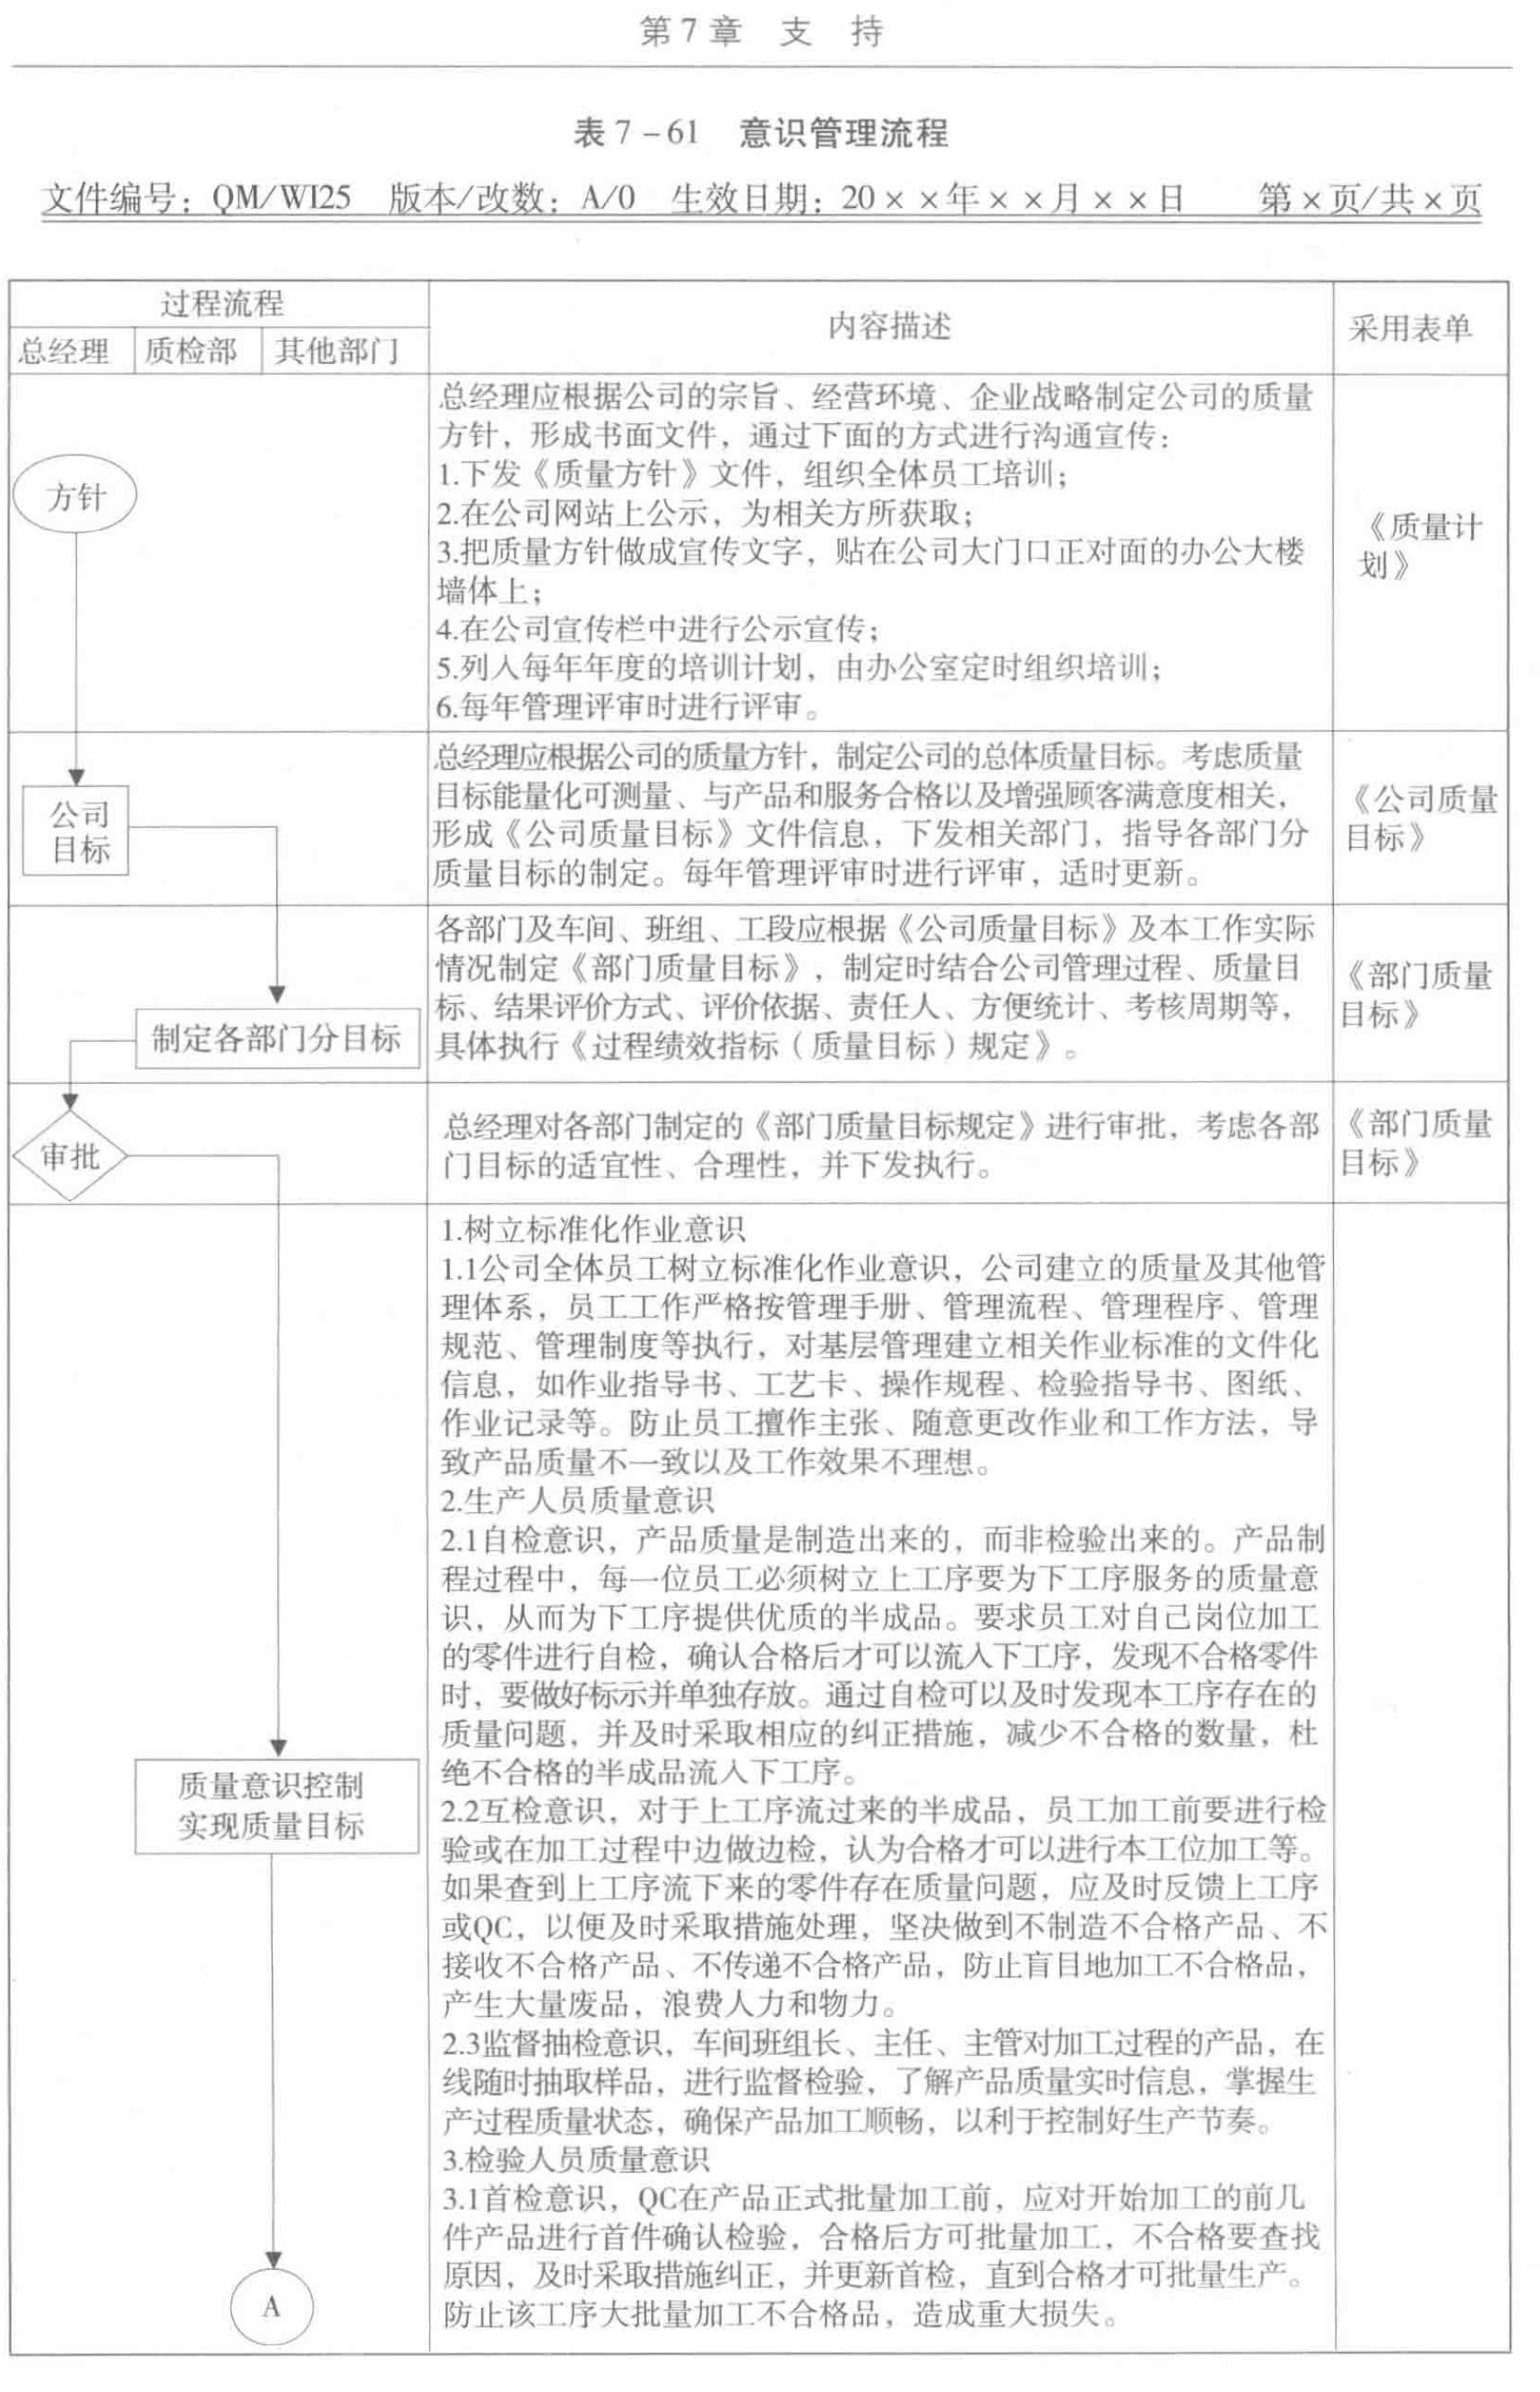 第7章 支 持
表7-61 意识管理流程
文件编号：QM/WI25 版本/改数：A/0 生效日期：20××年××月××日 第×页/共×页
过程流程
内容描述
采用表单
总经理 质检部 其他部门
方针
总经理应根据公司的宗旨、经营环境、企业战略制定公司的质量
方针，形成书面文件，通过下面的方式进行沟通宣传：
1.下发《质量方针》文件，组织全体员工培训；
2.在公司网站上公示，为相关方所获取；
3.把质量方针做成宣传文字，贴在公司大门口正对面的办公大楼
墙体上；
4.在公司宣传栏中进行公示宣传；
5.列入每年年度的培训计划，由办公室定时组织培训；
6.每年管理评审时进行评审。
《质量计
划》
公司
目标
总经理应根据公司的质量方针，制定公司的总体质量目标。考虑质量
目标能量化可测量、与产品和服务合格以及增强顾客满意度相关，
形成《公司质量目标》文件信息，下发相关部门，指导各部门分
质量目标的制定。每年管理评审时进行评审，适时更新。
《公司质量
目标》
制定各部门分目标
各部门及车间、班组、工段应根据《公司质量目标》及本工作实际
情况制定《部门质量目标》，制定时结合公司管理过程、质量目
标、结果评价方式、评价依据、责任人、方便统计、考核周期等，
具体执行《过程绩效指标（质量目标）规定》。
《部门质量
目标》
审批
总经理对各部门制定的《部门质量目标规定》进行审批，考虑各部
门目标的适宜性、合理性，并下发执行。
《部门质量
目标》
质量意识控制
实现质量目标
A
1.树立标准化作业意识
1.1公司全体员工树立标准化作业意识，公司建立的质量及其他管
理体系，员工工作严格按管理手册、管理流程、管理程序、管理
规范、管理制度等执行，对基层管理建立相关作业标准的文件化
信息，如作业指导书、工艺卡、操作规程、检验指导书、图纸、
作业记录等。防止员工擅作主张、随意更改作业和工作方法，导
致产品质量不一致以及工作效果不理想。
2.生产人员质量意识
2.1自检意识，产品质量是制造出来的，而非检验出来的。产品制
程过程中，每一位员工必须树立上工序要为下工序服务的质量意
识，从而为下工序提供优质的半成品。要求员工对自己岗位加工
的零件进行自检，确认合格后才可以流入下工序，发现不合格零件
时，要做好标示并单独存放。通过自检可以及时发现本工序存在的
质量问题，并及时采取相应的纠正措施，减少不合格的数量，杜
绝不合格的半成品流入下工序。
2.2互检意识，对于上工序流过来的半成品，员工加工前要进行检
验或在加工过程中边做边检，认为合格才可以进行本工位加工等。
如果查到上工序流下来的零件存在质量问题，应及时反馈上工序
或QC，以便及时采取措施处理，坚决做到不制造不合格产品、不
接收不合格产品、不传递不合格产品，防止盲目地加工不合格品，
产生大量废品，浪费人力和物力。
2.3监督抽检意识，车间班组长、主任、主管对加工过程的产品，在
线随时抽取样品，进行监督检验，了解产品质量实时信息，掌握生
产过程质量状态，确保产品加工顺畅，以利于控制好生产节奏。
3.检验人员质量意识
3.1首检意识，QC在产品正式批量加工前，应对开始加工的前几
件产品进行首件确认检验，合格后方可批量加工，不合格要查找
原因，及时采取措施纠正，并更新首检，直到合格才可批量生产。
防止该工序大批量加工不合格品，造成重大损失。